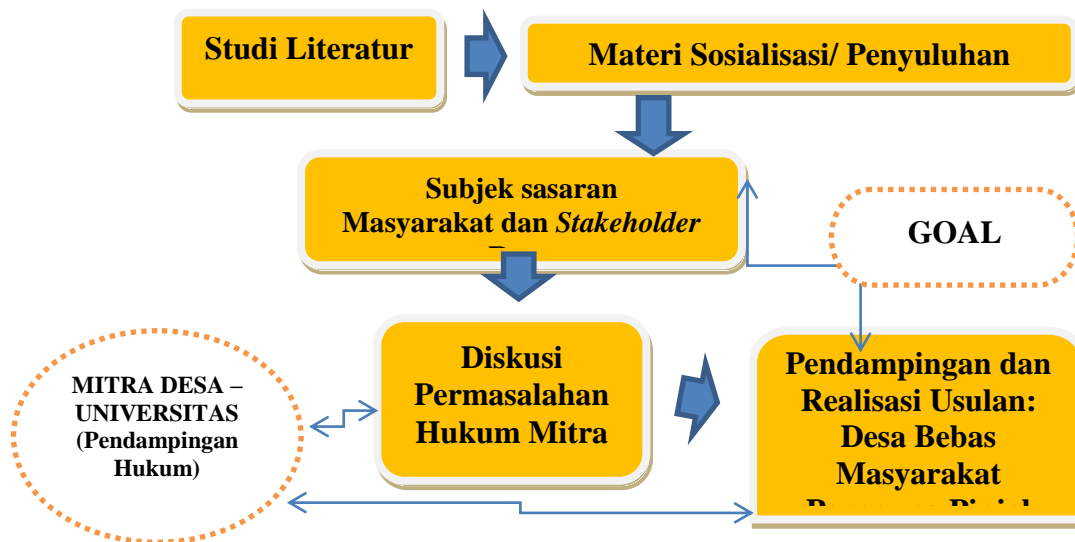 Studi Literatur
Materi Sosialisasi/ Penyuluhan
Subjek sasaran
Masyarakat dan Stakeholder
GOAL
Diskusi
Permasalahan
Hukum Mitra
MITRA DESA –
UNIVERSITAS
(Pendampingan
Hukum)
Pendampingan dan
Realisasi Usulan:
Desa Bebas
Masyarakat